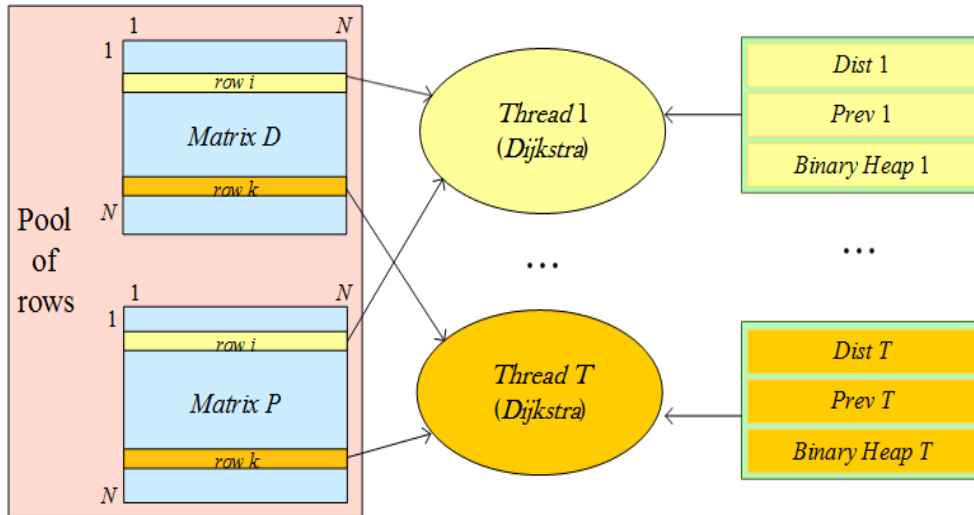 1 N
1
row i
Matrix D
row k
N
Pool
of
rows
1 N
1
row i
Matrix P
row k
N
Thread 1
(Dijkstra)
...
Thread T
(Dijkstra)
Dist 1
Prev 1
Binary Heap 1
...
Dist T
Prev T
Binary Heap T